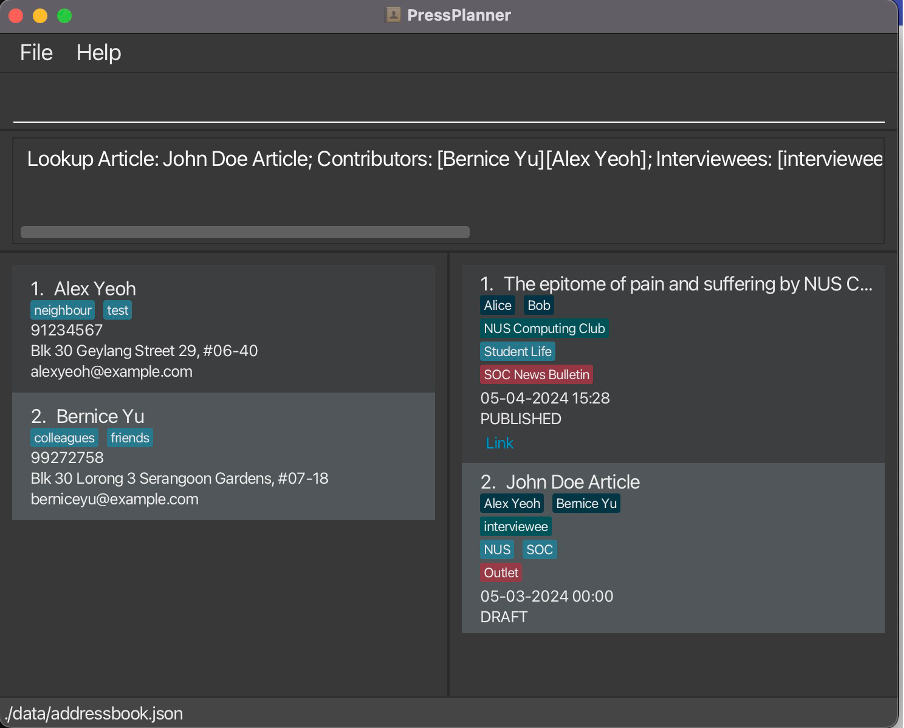 PressPlanner
File Help
Lookup Article: John Doe Article; Contributors: [Bernice Yu][Alex Yeoh]; Interviewees: [interviewee
1. Alex Yeoh
neighbour test
91234567
Blk 30 Geylang Street 29, #06-40
alexyeoh@example.com
2. Bernice Yu
colleagues friends
99272758
Blk 30 Lorong 3 Serangoon Gardens, #07-18
berniceyu@example.com
1. The epitome of pain and suffering by NUS C...
Alice Bob
NUS Computing Club
Student Life
SOC News Bulletin
05-04-2024 15:28
PUBLISHED
Link
2. John Doe Article
Alex Yeoh Bernice Yu
interviewee
NUS SOC
Outlet
05-03-2024 00:00
DRAFT
./data/addressbook.json